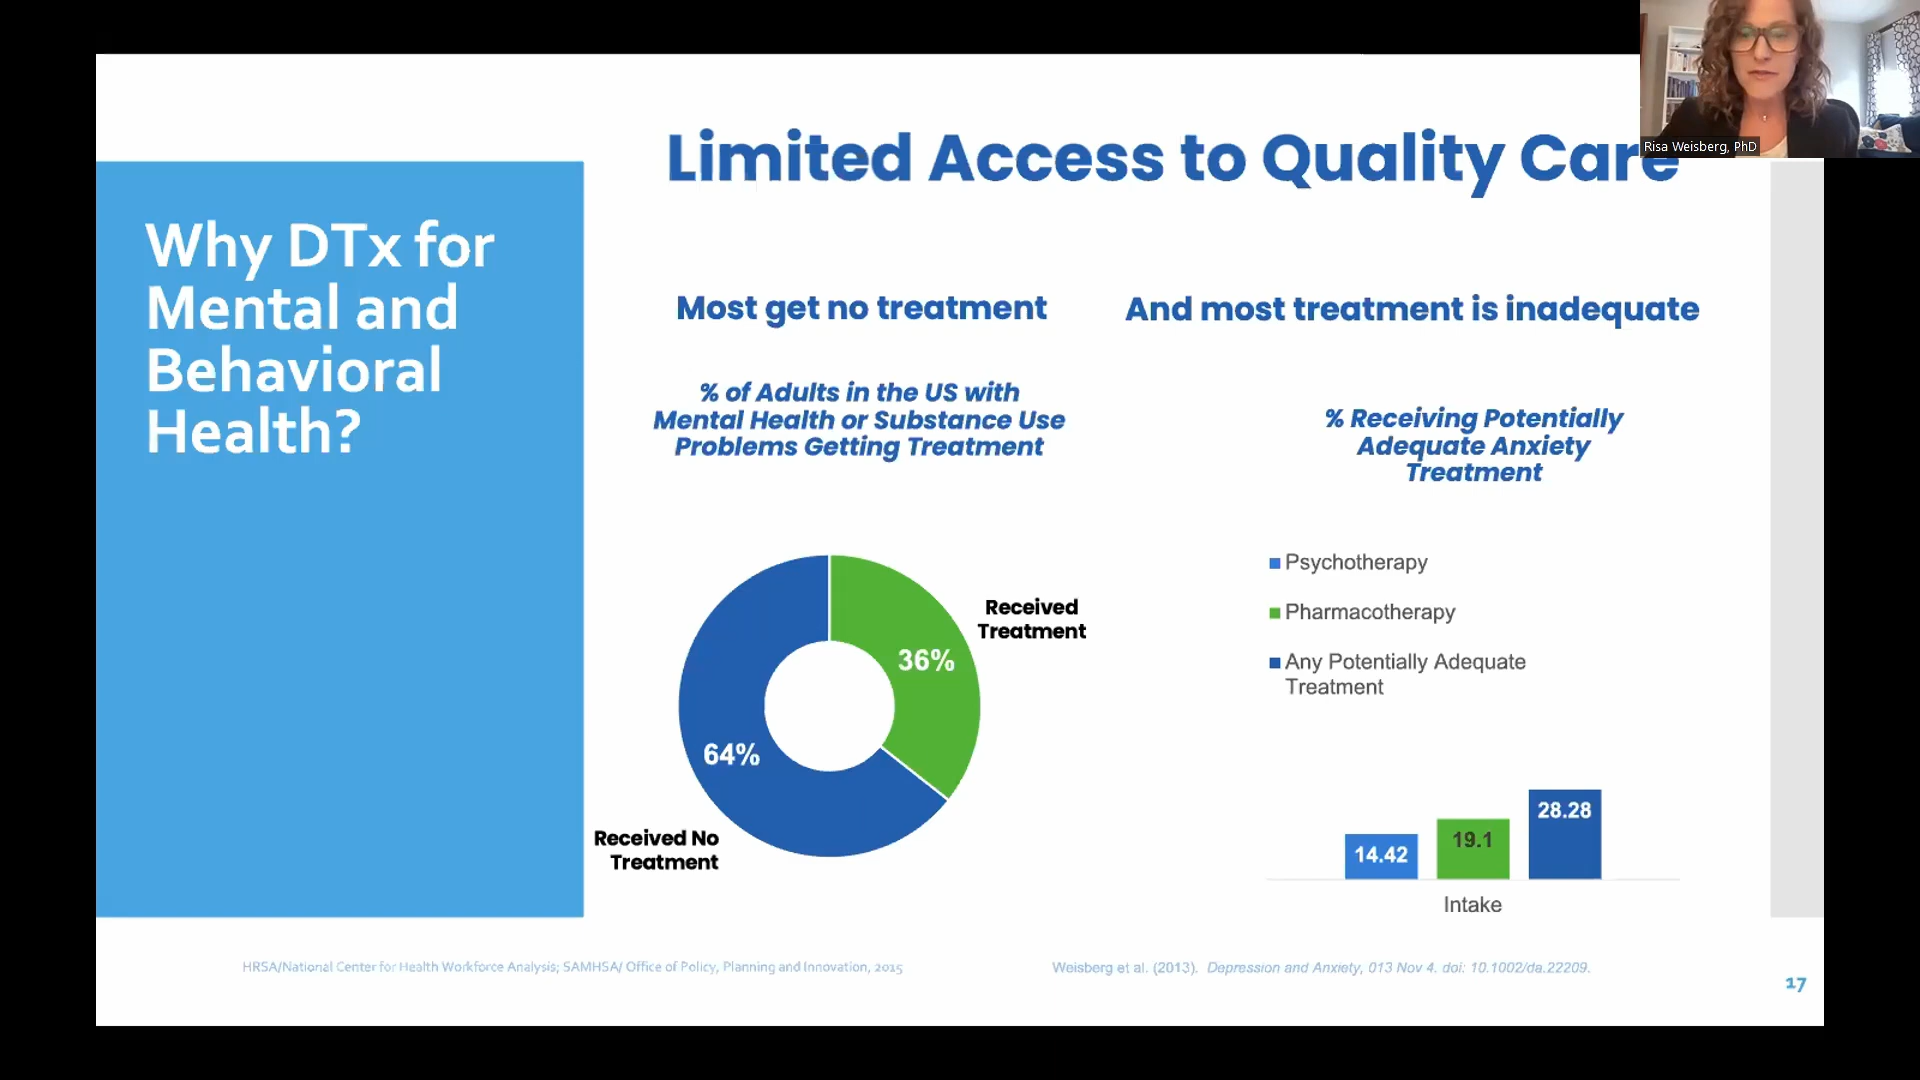 Limited Access to Quality Care
Risa Weisberg, PhD
Why DTx for
Mental and
Behavioral
Health?
Most get no treatment
% of Adults in the US with
Mental Health or Substance Use
Problems Getting Treatment
Received
Treatment
36%
64%
Received No
Treatment
And most treatment is inadequate
% Receiving Potentially
Adequate Anxiety
Treatment
Psychotherapy
Pharmacotherapy
Any Potentially Adequate
Treatment
14.42
19.1
28.28
Intake
HRSA/National Center for Health Workforce Analysis; SAMHSA/ Office of Policy, Planning and Innovation, 2015
Weisberg et al. (2013). Depression and Anxiety, 013 Nov 4. doi: 10.1002/da.22209.
17